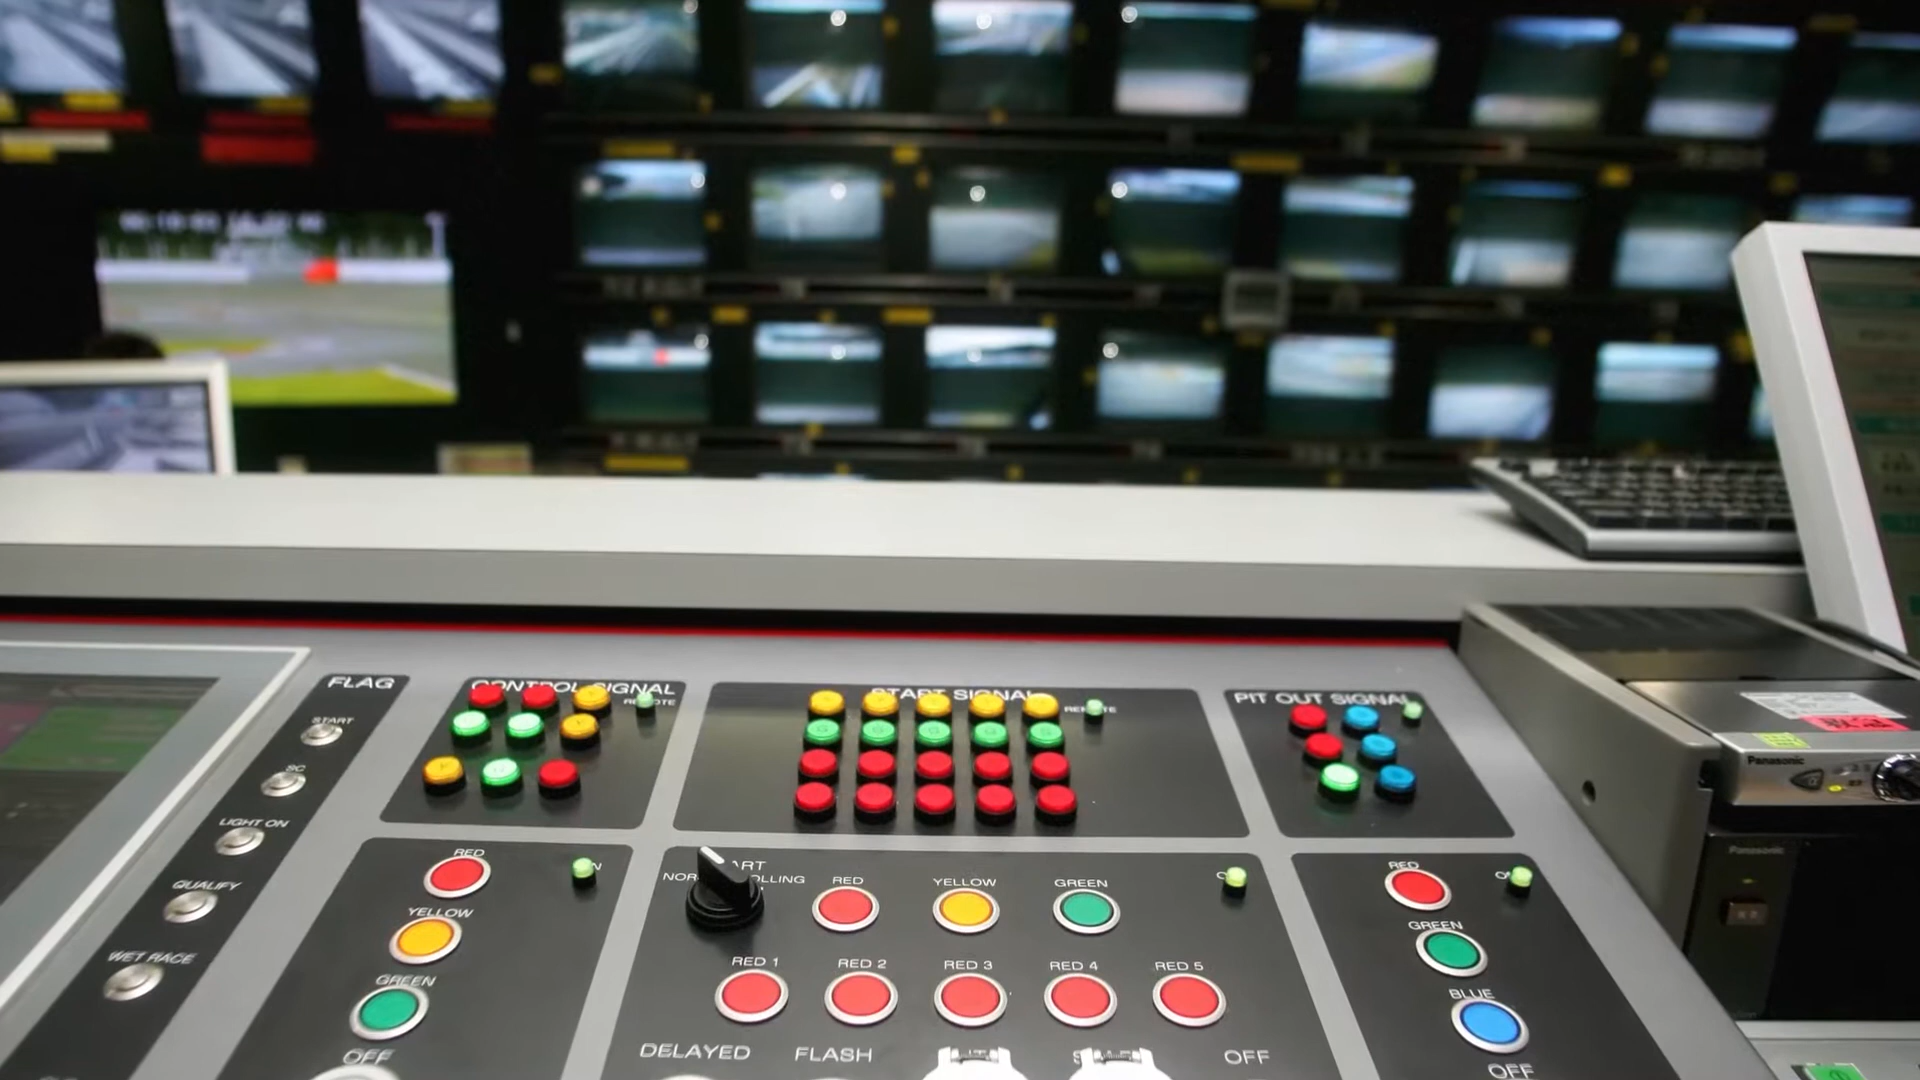 FLAG
START
SC
LIGHT ON
QUALIFY
WET RACE
CONTROL SIGNAL
START SIGNAL
PIT OUT SIGNAL
RED
YELLOW
GREEN
OFF
RED
YELLOW
GREEN
RED 1
RED 2
RED 3
RED 4
RED 5
DELAYED
FLASH
OFF
RED
GREEN
BLUE
OFF
Panasonic
Panasonic